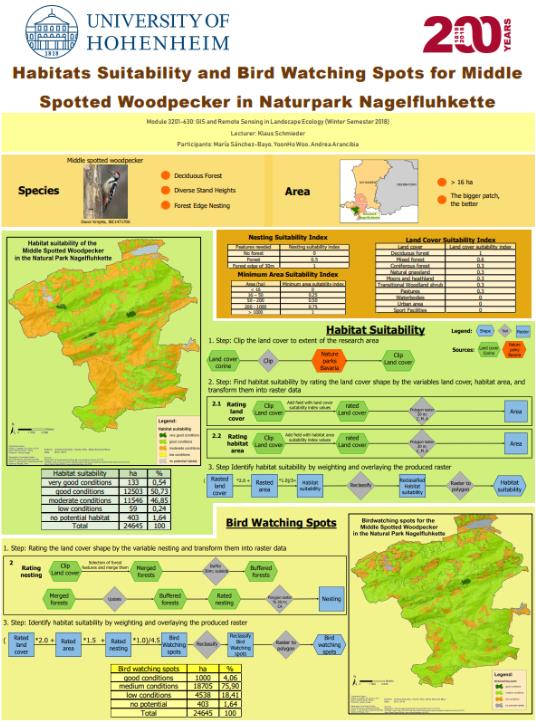 UNIVERSITY OF
HOHENHEIM
1818
200 YEARS
1818
2018
Habitats Suitability and Bird Watching Spots for Middle
Spotted Woodpecker in Naturpark Nagelfluhkette
Module 3201-630: GIS and Remote Sensing in Landscape Ecology (Winter Semester 2018)
Lecturer: Klaus Schmieder
Participants: María Sánchez-Bayo, YoonHo Woo, Andrea Arancibia
Middle spotted woodpecker
Species
Deciduous Forest
Diverse Stand Heights
Forest Edge Nesting
Area
> 16 ha
The bigger patch,
the better
Habitat suitability of the
Middle Spotted Woodpecker
in the Natural Park Nagelfluhkette
Legend:
Habitat suitability
very good conditions
good conditions
moderate conditions
low conditions
no potential habitat
Nesting Suitability Index
Features needed Nesting suitability index
No forest 0
Forest 0.5
Forest edge of 30m 1
Minimum Area Suitability Index
Area (ha) Minimum area suitability index
< 16 0
16 - 50 0.25
50 - 200 0.50
200 - 1000 0.75
> 1000 1
Land Cover Suitability Index
Land cover Land cover suitability index
Deciduous forest 1
Mixed forest
Coniferous forest 0.3
Natural grassland 0.3
Moors and heathland 0.3
Transitional Woodland shrub 0.3
Pastures 0.3
Waterbodies 0
Urban area 0
Sport Facilities 0
Habitat Suitability
Legend: Shape Tool Raster
Sources: Land cover Corine Nature parks Bavaria
1. Step: Clip the land cover to extent of the research area
Land cover corine
Clip
Nature parks Bavaria
Clip Land cover
2. Step: Find habitat suitability by rating the land cover shape by the variables land cover, habitat area, and
transform them into raster data
2.1 Rating land cover
Clip Land cover
Add field with land cover suitability index values
rated Land cover
Area
2.2 Rating habitat area
Clip Land cover
Add field with habitat area suitability index values
rated Land cover
Area
3. Step Identify habitat suitability by weighting and overlaying the produced raster
( Rated land cover *2.0 + Rated area *1.0)/3= Habitat suitability
Reclassify
Reclassified Habitat suitability
Raster to polygon
Habitat suitability
Habitat suitability ha %
very good conditions 133 0,54
good conditions 12503 50,73
moderate conditions 11546 46,85
low conditions 59 0,24
no potential habitat 403 1,64
Total 24645 100
Bird Watching Spots
1. Step: Rating the land cover shape by the variable nesting and transform them into raster data
2 Rating nesting
Clip Land cover
Selection of forest features and merge them
Merged forests
Buffered forests
Merged forests
Update
Buffered forests
Rated nesting
Nesting
3. Step: Identify habitat suitability by weighting and overlaying the produced raster
( Rated land cover *2.0 + Rated area *1.5 + Rated nesting *1.0)/4.5
Bird Watching spots
Reclassify
Reclassify Bird Watching spots
Raster to polygon
Bird watching spots
Bird watching spots ha %
good conditions 1000 4,06
medium conditions 18705 75,90
low conditions 4538 18,41
no potential 403 1,64
Total 24645 100
Birdwatching spots for the
Middle Spotted Woodpecker
in the Natural Park Nagelfluhkette
Legend: